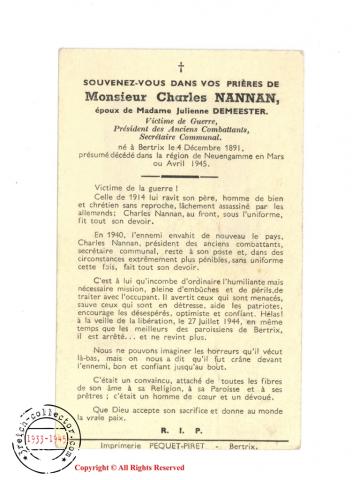 SOUVENEZ-VOUS DANS VOS PRIÈRES DE
Monsieur Charles NANNAN,
époux de Madame Julienne DEMEESTER.
Victime de Guerre,
Président des Anciens Combattants,
Secrétaire Communal.
né à Bertrix le 4 Décembre 1891,
présumé décédé dans la région de Neuengamme en Mars
ou Avril 1945.
Victime de la guerre !
Celle de 1914 lui ravit son père, homme de bien
et chrétien sans reproche, lâchement assassiné par les
allemends; Charles Nannan, au front, sous l'uniforme,
fit tout son devoir.
En 1940, l'ennemi envahit de nouveau le pays,
Charles Nannan, président des anciens combattants,
secrétaire communal, reste à son poste et, dans des
circonstances extrêmement plus pénibles, sans uniforme
cette fois, fait tout son devoir.
C'est à lui qu'incombe d'ordinaire l'humiliante mais
nécessaire mission, pleine d'embûches et de périls, de
traiter avec l'occupant. Il avertit ceux qui sont menacés,
sauve ceux qui sont en détresse, aide les patriotes,
encourage les désespérés, optimiste et confiant. Hélas!
à la veille de la libération, le 27 Juillet 1944, en même
temps que les meilleurs des paroissiens de Bertrix,
il est arrêté... et ne revint plus.
Nous ne pouvons imaginer les horreurs qu'il vécut
là-bas, mais on nous a dit qu'il fut crâne devant
l'ennemi, bon et confiant jusqu'au bout.
C'était un convaincu, attaché de toutes les fibres
de son âme à sa Religion, à sa Paroisse et à ses
prêtres; c'était un homme de cœur et un dévoué.
Que Dieu accepte son sacrifice et donne au monde
la vraie paix.
R. I. P.
Imprimerie PEQUET-PIRET - Bertrix.
3reich-collector.com
1933-1945
Copyright © All Rights Reserved